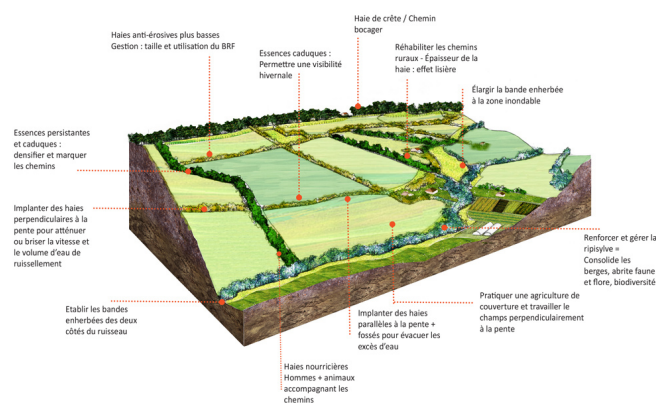 Haie de crête / Chemin
bocager
Haies anti-érosives plus basses
Gestion : taille et utilisation du BRF
Essences caduques :
Permettre une visibilité
hivernale
Réhabiliter les chemins
ruraux - Épaisseur de la
haie : effet lisière
Élargir la bande enherbée
à la zone inondable
Essences persistantes
et caduques :
densifier et marquer
les chemins
Implanter des haies
perpendiculaires à la
pente pour atténuer
ou briser la vitesse et
le volume d'eau de
ruissellement
Renforcer et gérer la
ripisylve =
Consolide les
berges, abrite faune
et flore, biodiversité
Etablir les bandes
enherbées des deux
côtés du ruisseau
Implanter des haies
parallèles à la pente +
fossés pour évacuer les
excès d'eau
Pratiquer une agriculture de
couverture et travailler le
champs perpendiculairement
à la pente
Haies nourricières
Hommes + animaux
accompagnant les
chemins